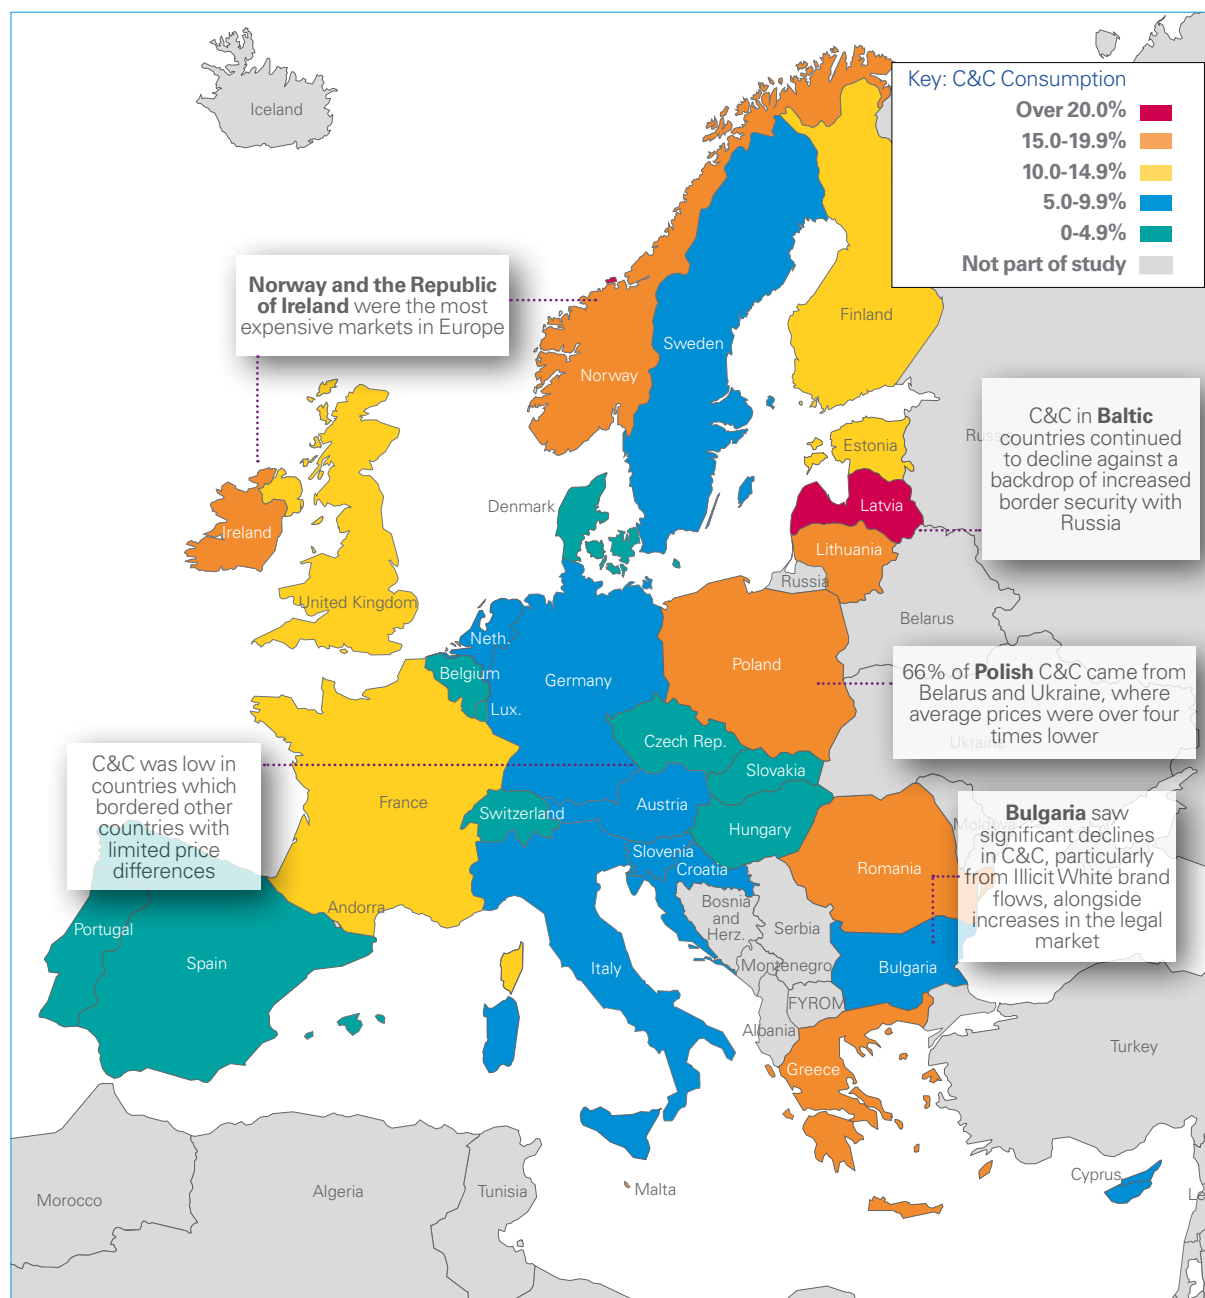 Key: C&C Consumption
Over 20.0%
15.0-19.9%
10.0-14.9%
5.0-9.9%
0-4.9%
Not part of study
Iceland
Norway and the Republic
of Ireland were the most
expensive markets in Europe
Finland
Sweden
Norway
C&C in Baltic
countries continued
to decline against a
backdrop of increased
border security with
Russia
Russia
Estonia
Denmark
Latvia
Ireland
Lithuania
Russia
United Kingdom
Belarus
Neth.
Belgium
Germany
Poland
66% of Polish C&C came from
Belarus and Ukraine, where
average prices were over four
times lower
Ukraine
Lux.
Czech Rep.
C&C was low in
countries which
bordered other
countries with
limited price
differences
Slovakia
France
Switzerland
Austria
Hungary
Bulgaria saw
significant declines
in C&C, particularly
from Illicit White brand
flows, alongside
increases in the legal
market
Moldova
Slovenia
Croatia
Romania
Andorra
Bosnia
and
Herz.
Serbia
Portugal
Spain
Italy
Montenegro
Bulgaria
FYROM
Albania
Turkey
Greece
Cyprus
Malta
Morocco
Algeria
Tunisia
Le